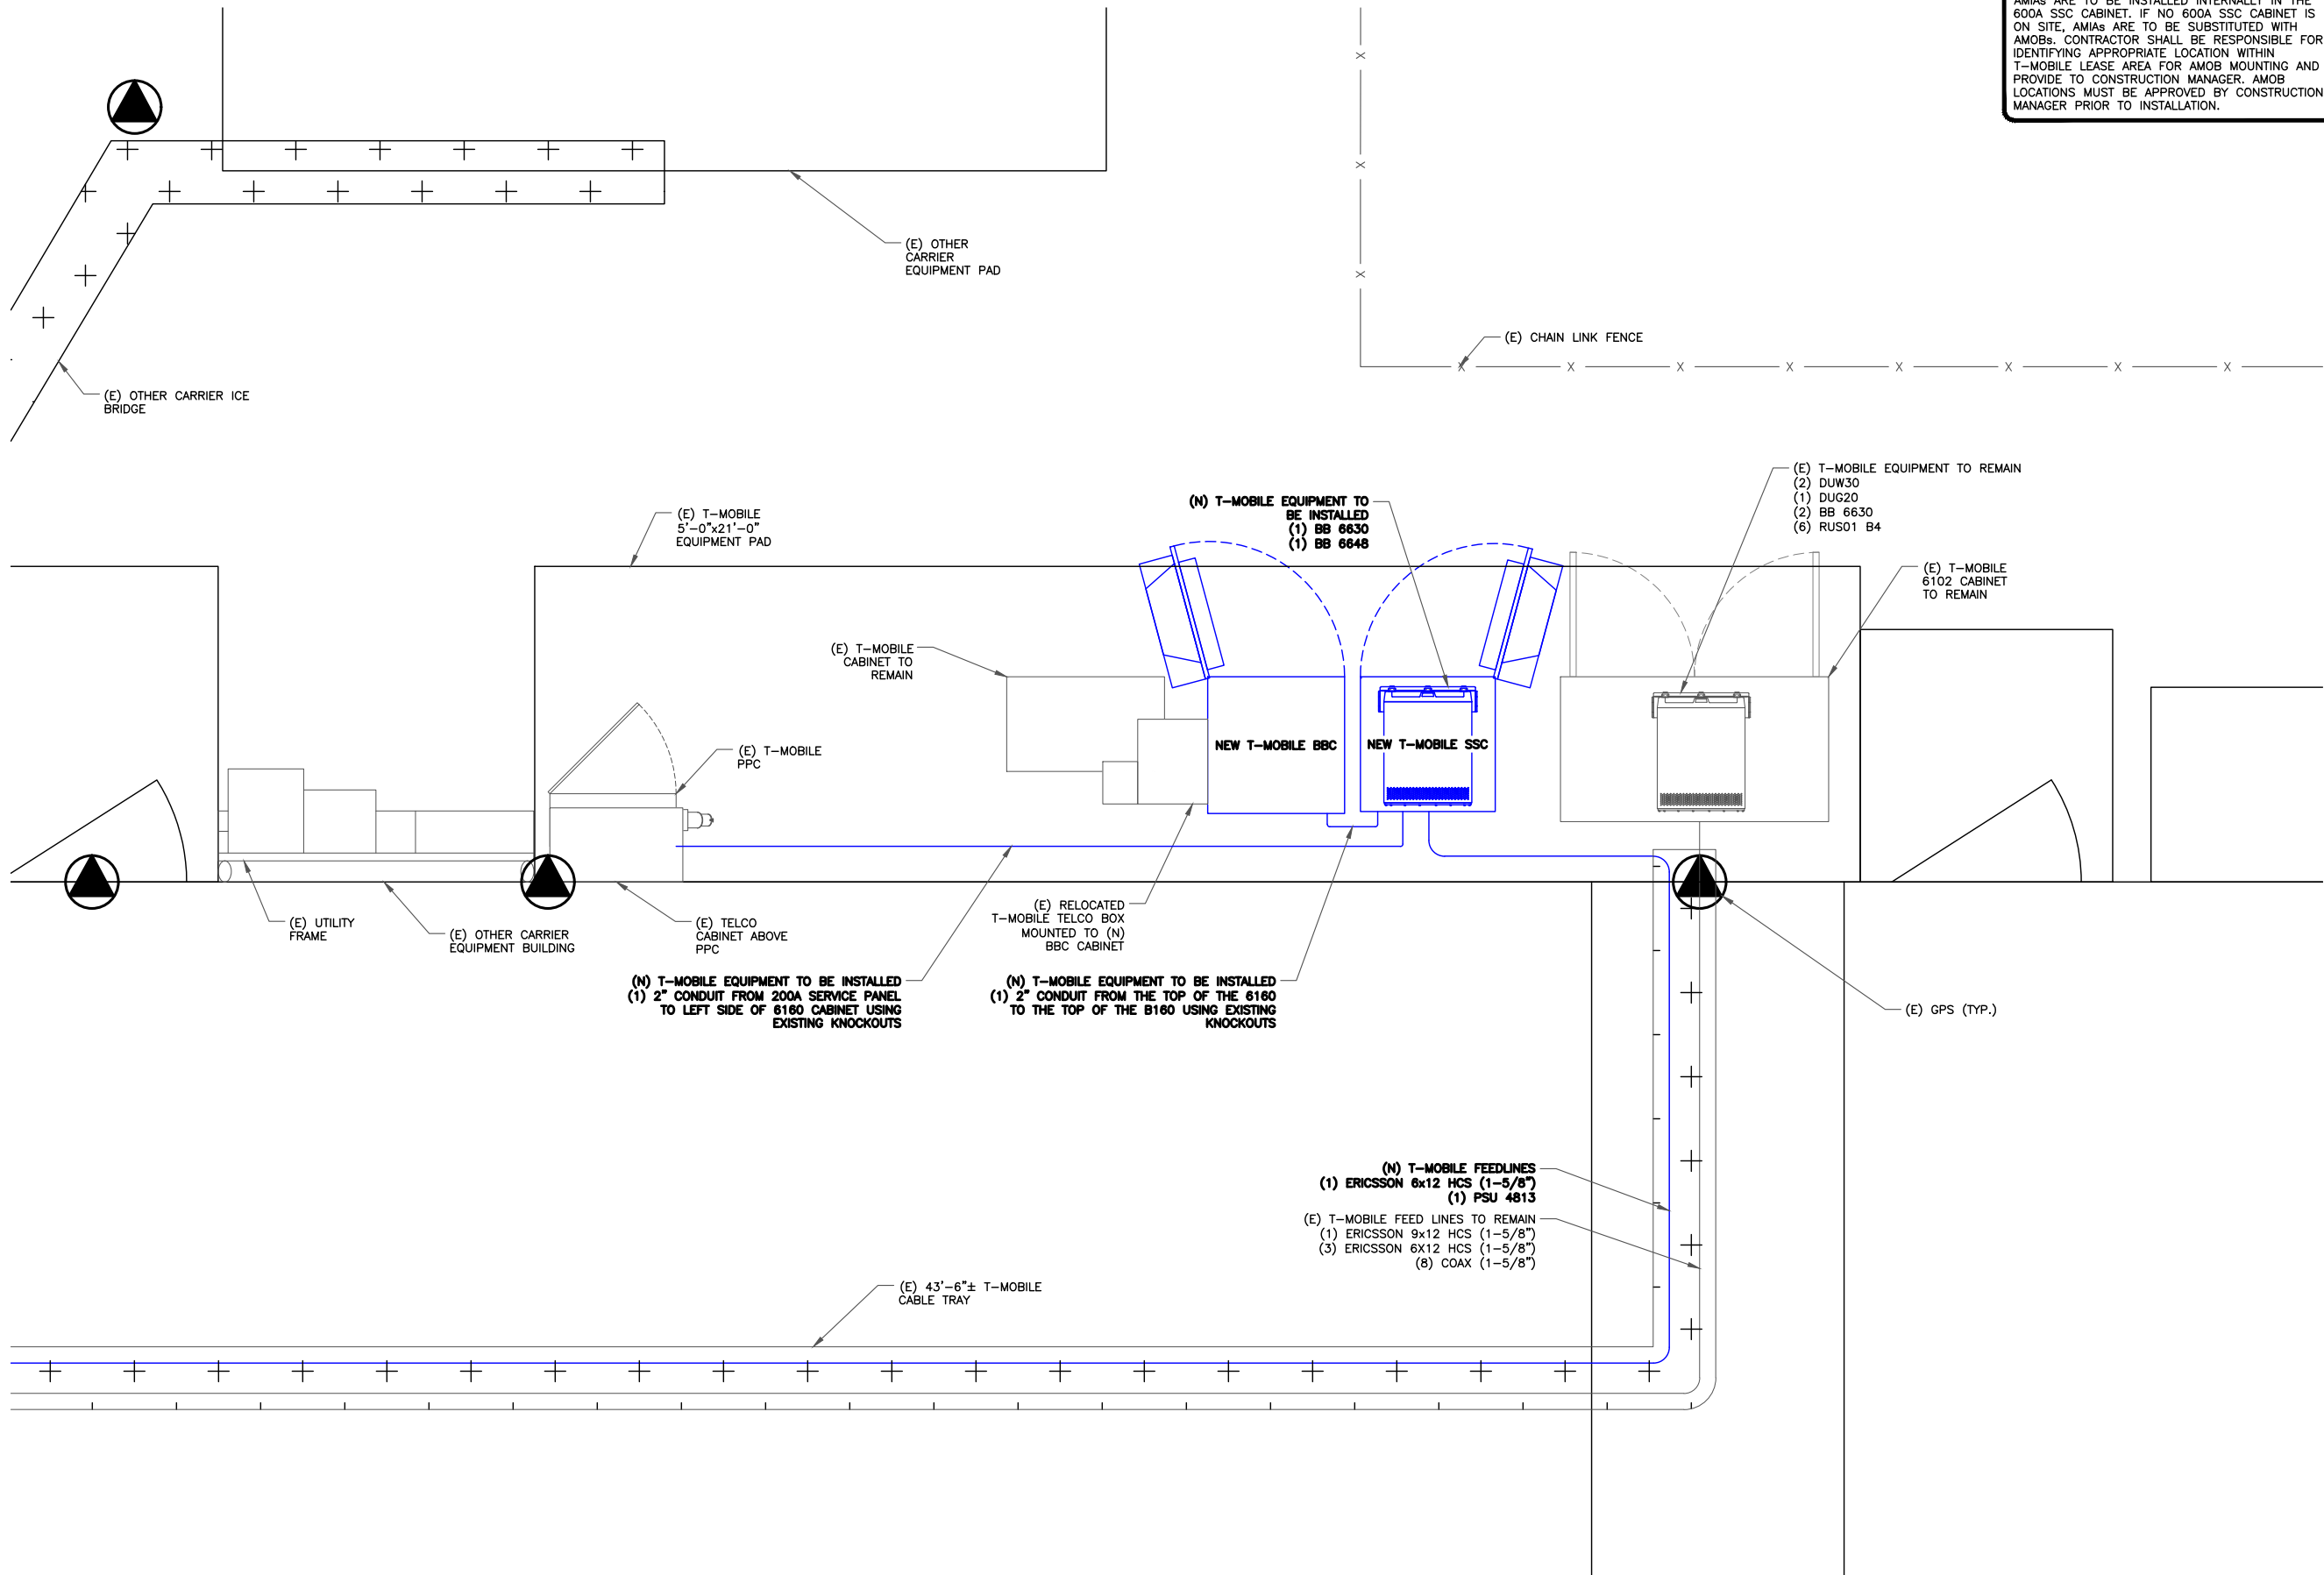 AMIAs ARE TO BE INSTALLED INTERNALLY IN THE
600A SSC CABINET. IF NO 600A SSC CABINET IS
ON SITE, AMIAs ARE TO BE SUBSTITUTED WITH
AMOBs. CONTRACTOR SHALL BE RESPONSIBLE FOR
IDENTIFYING APPROPRIATE LOCATION WITHIN
T-MOBILE LEASE AREA FOR AMOB MOUNTING AND
PROVIDE TO CONSTRUCTION MANAGER. AMOB
LOCATIONS MUST BE APPROVED BY CONSTRUCTION
MANAGER PRIOR TO INSTALLATION.
(E) OTHER
CARRIER
EQUIPMENT PAD
(E) CHAIN LINK FENCE
(E) OTHER CARRIER ICE
BRIDGE
(E) T-MOBILE EQUIPMENT TO REMAIN
(2) DUW30
(1) DUG20
(2) BB 6630
(6) RUS01 B4
(N) T-MOBILE EQUIPMENT TO
BE INSTALLED
(1) BB 6630
(1) BB 6648
(E) T-MOBILE
5'-0"x21'-0"
EQUIPMENT PAD
(E) T-MOBILE
6102 CABINET
TO REMAIN
(E) T-MOBILE
CABINET TO
REMAIN
(E) T-MOBILE
PPC
NEW T-MOBILE BBC
NEW T-MOBILE SSC
(E) UTILITY
FRAME
(E) OTHER CARRIER
EQUIPMENT BUILDING
(E) TELCO
CABINET ABOVE
PPC
(E) RELOCATED
T-MOBILE TELCO BOX
MOUNTED TO (N)
BBC CABINET
(N) T-MOBILE EQUIPMENT TO BE INSTALLED
(1) 2" CONDUIT FROM 200A SERVICE PANEL
TO LEFT SIDE OF 6160 CABINET USING
EXISTING KNOCKOUTS
(N) T-MOBILE EQUIPMENT TO BE INSTALLED
(1) 2" CONDUIT FROM THE TOP OF THE 6160
TO THE TOP OF THE B160 USING EXISTING
KNOCKOUTS
(E) GPS (TYP.)
(N) T-MOBILE FEEDLINES
(1) ERICSSON 6x12 HCS (1-5/8")
(1) PSU 4813
(E) T-MOBILE FEED LINES TO REMAIN
(1) ERICSSON 9x12 HCS (1-5/8")
(3) ERICSSON 6X12 HCS (1-5/8")
(8) COAX (1-5/8")
(E) 43'-6"± T-MOBILE
CABLE TRAY